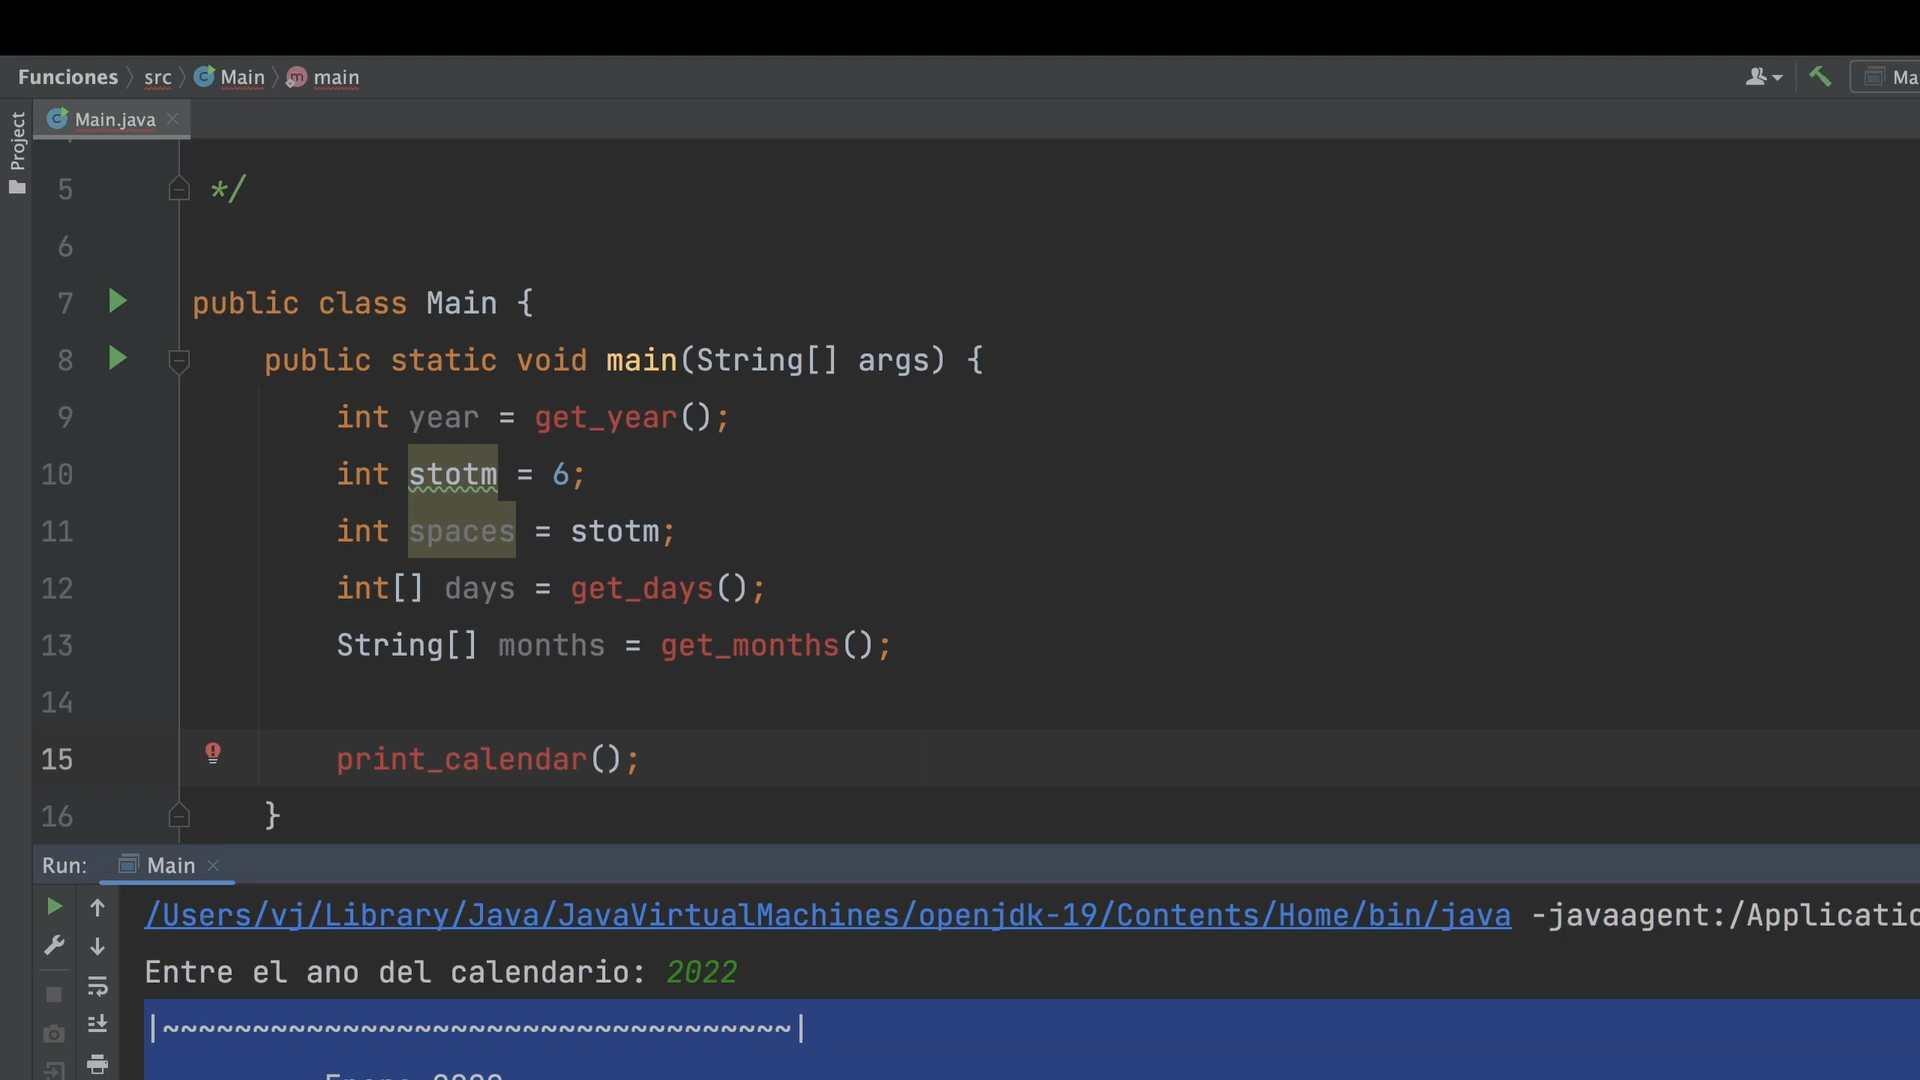 Funciones src Main main
Ma
Main.java
Project
5 */
6
7 public class Main {
8 public static void main(String[] args) {
9 int year = get_year();
10 int stotm = 6;
11 int spaces = stotm;
12 int[] days = get_days();
13 String[] months = get_months();
14
15 print_calendar();
16 }
Run: Main
/Users/vj/Library/Java/JavaVirtualMachines/openjdk-19/Contents/Home/bin/java -javaagent:/Applicatio
Entre el ano del calendario: 2022
|~~~~~~~~~~~~~~~~~~~~~~~~~~~~~~~~~~~|